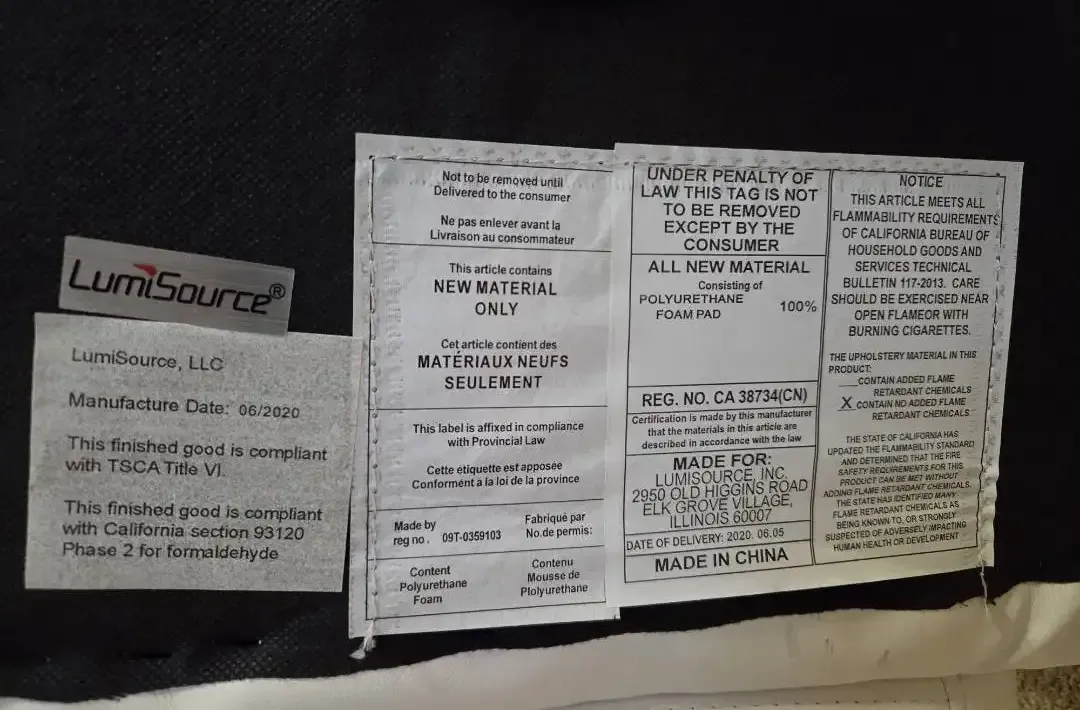 LumiSource®
LumiSource, LLC
Manufacture Date: 06/2020
This finished good is compliant
with TSCA Title VI.
This finished good is compliant
with California section 93120
Phase 2 for formaldehyde
Not to be removed until
Delivered to the consumer
Ne pas enlever avant la
Livraison au consommateur
This article contains
NEW MATERIAL
ONLY
Cet article contient des
MATÉRIAUX NEUFS
SEULEMENT
This label is affixed in compliance
with Provincial Law
Cette etiquette est apposée
Conformént à la loi de la province
Made by
reg no. 09T-0359103
Fabriqué par
No.de permis:
Content
Polyurethane
Foam
Contenu
Mousse de
Plolyurethane
UNDER PENALTY OF
LAW THIS TAG IS NOT
TO BE REMOVED
EXCEPT BY THE
CONSUMER
ALL NEW MATERIAL
Consisting of
POLYURETHANE
FOAM PAD 100%
REG. NO. CA 38734(CN)
Certification is made by this manufacturer
that the materials in this article are
described in accordance with the law
MADE FOR:
LUMISOURCE, INC.
2950 OLD HIGGINS ROAD
ELK GROVE VILLAGE,
ILLINOIS 60007
DATE OF DELIVERY: 2020. 06.05
MADE IN CHINA
NOTICE
THIS ARTICLE MEETS ALL
FLAMMABILITY REQUIREMENTS
OF CALIFORNIA BUREAU OF
HOUSEHOLD GOODS AND
SERVICES TECHNICAL
BULLETIN 117-2013. CARE
SHOULD BE EXERCISED NEAR
OPEN FLAMEOR WITH
BURNING CIGARETTES.
THE UPHOLSTERY MATERIAL IN THIS
PRODUCT:
___CONTAIN ADDED FLAME
RETARDANT CHEMICALS
X CONTAIN NO ADDED FLAME
RETARDANT CHEMICALS
THE STATE OF CALIFORNIA HAS
UPDATED THE FLAMMABILITY STANDARD
AND DETERMINED THAT THE FIRE
SAFETY REQUIREMENTS FOR THIS
PRODUCT CAN BE MET WITHOUT
ADDING FLAME RETARDANT CHEMICALS.
THE STATE HAS IDENTIFIED MANY
FLAME RETARDANT CHEMICALS AS
BEING KNOWN TO, OR STRONGLY
SUSPECTED OF ADVERSELY IMPACTING
HUMAN HEALTH OR DEVELOPMENT